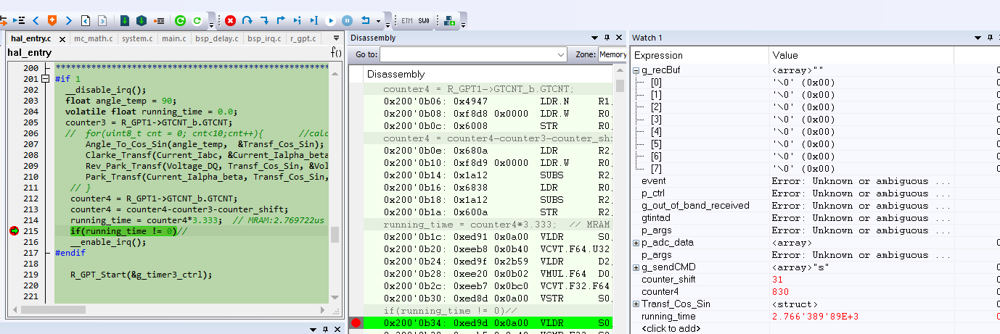 ETM SWO
hal_entry.c mc_math.c system.c main.c bsp_delay.c bsp_irq.c r_gpt.c
hal_entry f()
200 ******************************************************
201 #if 1
202 __disable_irq();
203 float angle_temp = 90;
204 volatile float running_time = 0.0;
205 counter3 = R_GPT1->GTCNT_b.GTCNT;
206 // for(uint8_t cnt = 0; cnt<10;cnt++){ //calc
207 Angle_To_Cos_Sin(angle_temp, &Transf_Cos_Sin);
208 Clarke_Transf(Current_Iabc, &Current_Ialpha_beta
209 Rev_Park_Transf(Voltage_DQ, Transf_Cos_Sin, &Vol
210 Park_Transf(Current_Ialpha_beta, Transf_Cos_Sin,
211 // }
212 counter4 = R_GPT1->GTCNT_b.GTCNT;
213 counter4 = counter4-counter3-counter_shift;
214 running_time = counter4*3.333; // MRAM:2.769722us
215 if(running_time != 0)//
216 __enable_irq();
217 #endif
218
219 R_GPT_Start(&g_timer3_ctrl);
220
221
Disassembly
Go to: Zone: Memory
Disassembly
counter4 = R_GPT1->GTCNT_b.GTCNT;
0x200'0b06: 0x4947 LDR.N R1,
0x200'0b08: 0xf8d8 0x0000 LDR.W R0,
0x200'0b0c: 0x6008 STR R0,
counter4 = counter4-counter3-counter_shi
0x200'0b0e: 0x680a LDR R2,
0x200'0b10: 0xf8d9 0x0000 LDR.W R0,
0x200'0b14: 0x1a12 SUBS R2,
0x200'0b16: 0x6838 LDR R0,
0x200'0b18: 0x1a12 SUBS R2,
0x200'0b1a: 0x600a STR R2,
running_time = counter4*3.333; // MRAM
0x200'0b1c: 0xed91 0x0a00 VLDR S0,
0x200'0b20: 0xeeb8 0x0b40 VCVT.F64.U32
0x200'0b24: 0xed9f 0x2b59 VLDR D2,
0x200'0b28: 0xee20 0x0b02 VMUL.F64 D0,
0x200'0b2c: 0xeeb7 0x0bc0 VCVT.F32.F64
0x200'0b30: 0xed8d 0x0a00 VSTR S0,
if(running_time != 0)//
0x200'0b34: 0xed9d 0x0a00 VLDR S0,
Watch 1
Expression Value
g_recBuf <array>""
[0] '\0' (0x00)
[1] '\0' (0x00)
[2] '\0' (0x00)
[3] '\0' (0x00)
[4] '\0' (0x00)
[5] '\0' (0x00)
[6] '\0' (0x00)
[7] '\0' (0x00)
event Error: Unknown or ambiguous ...
p_ctrl Error: Unknown or ambiguous ...
g_out_of_band_received Error: Unknown or ambiguous ...
gtintad Error: Unknown or ambiguous ...
p_args Error: Unknown or ambiguous ...
p_adc_data <array>
p_args Error: Unknown or ambiguous ...
g_sendCMD <array>"s"
counter_shift 31
counter4 830
Transf_Cos_Sin <struct>
running_time 2.766'389'89E+3
<click to add>